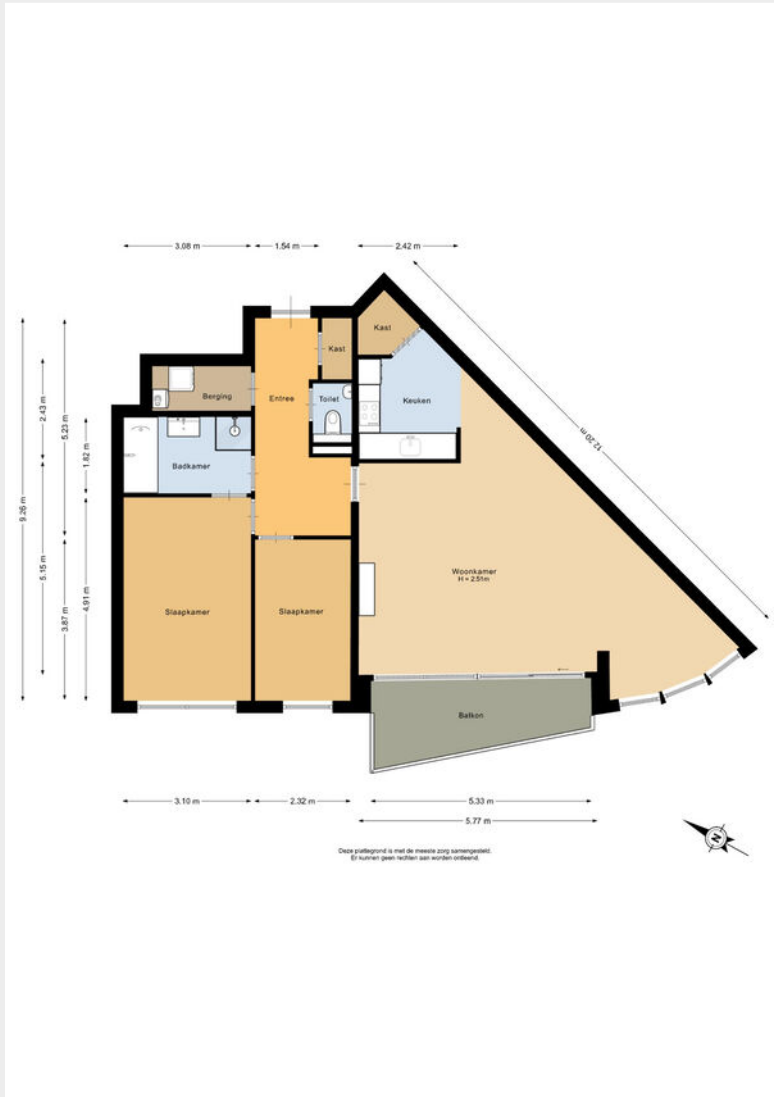 3.08 m
1.54 m
2.42 m
12.20 m
9.26 m
2.43 m
5.15 m
5.23 m
3.87 m
1.82 m
4.91 m
Kast
Kast
Berging
Entree
Toilet
Keuken
Badkamer
Woonkamer
H = 2.51m
Slaapkamer
Slaapkamer
Balkon
3.10 m
2.32 m
5.33 m
5.77 m
N
Deze plattegrond is met de meeste zorg samengesteld.
Er kunnen geen rechten aan worden ontleend.